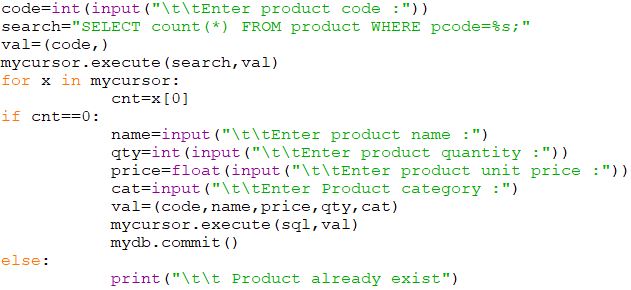 code=int(input("\t\tEnter product code :"))
search="SELECT count(*) FROM product WHERE pcode=%s;"
val=(code,)
mycursor.execute(search,val)
for x in mycursor:
            cnt=x[0]
if cnt==0:
            name=input("\t\tEnter product name :")
            qty=int(input("\t\tEnter product quantity :"))
            price=float(input("\t\tEnter product unit price :"))
            cat=input("\t\tEnter Product category :")
            val=(code,name,price,qty,cat)
            mycursor.execute(sql,val)
            mydb.commit()
else:
            print("\t\t Product already exist")